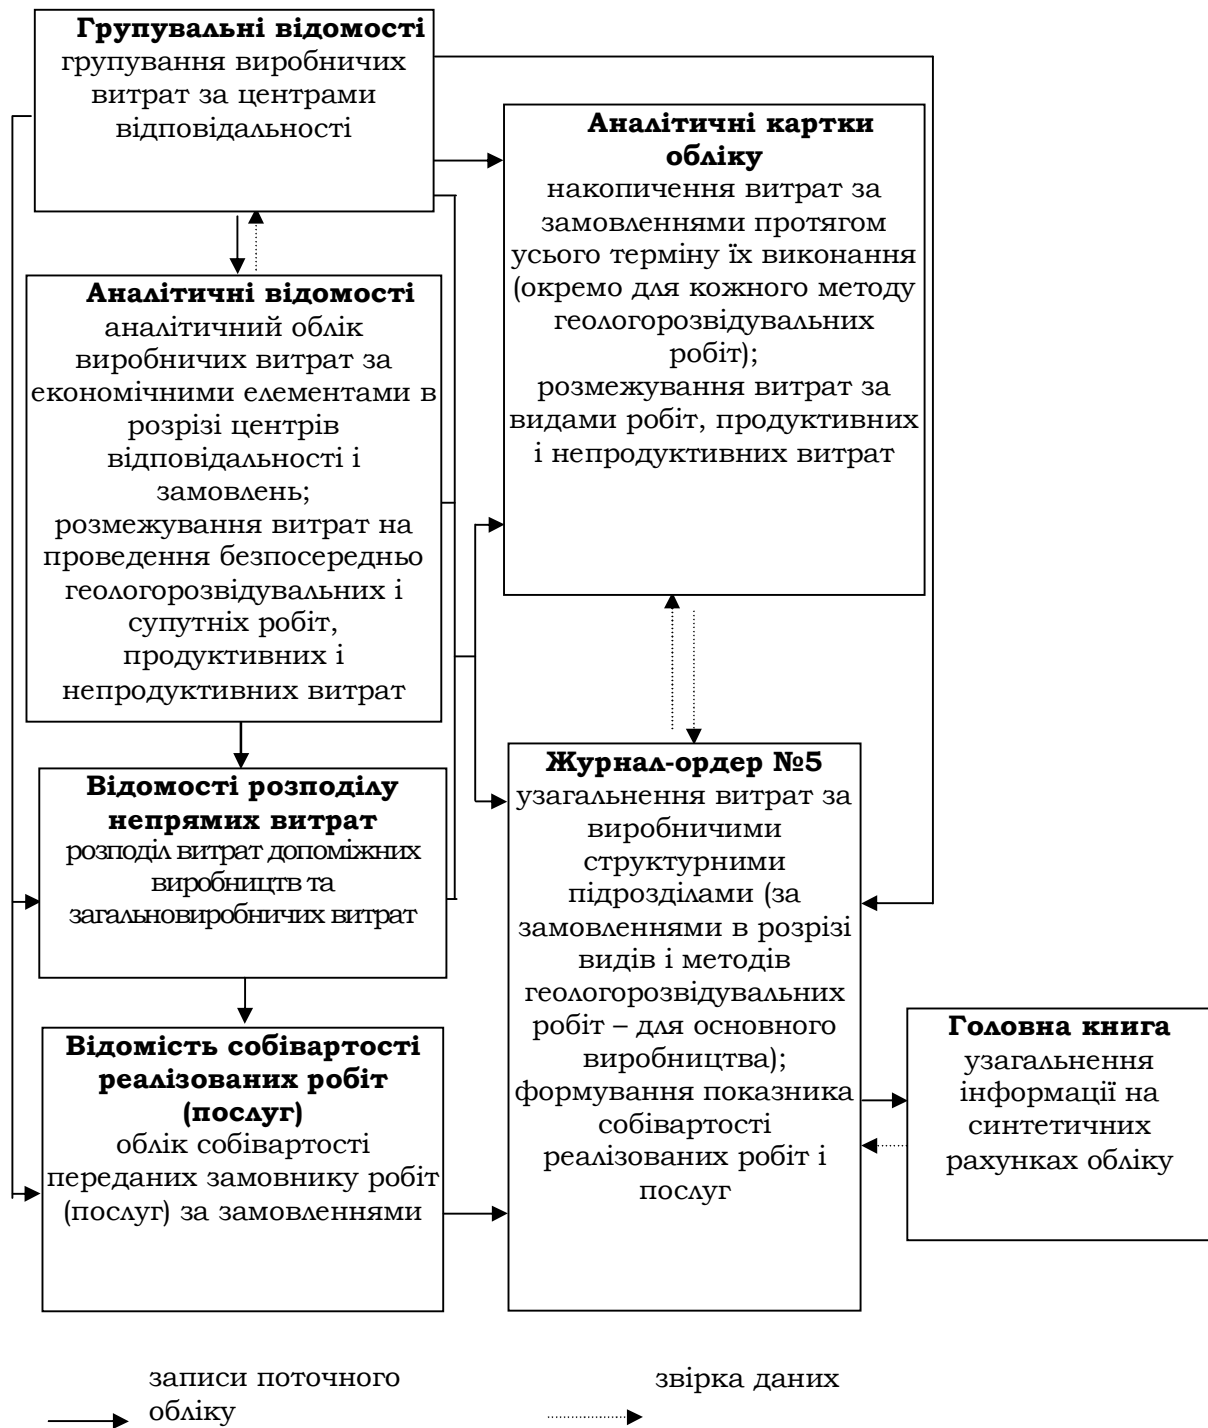 Групувальні відомості
групування виробничих
витрат за центрами
відповідальності
Аналітичні відомості
аналітичний облік
виробничих витрат за
економічними елементами в
розрізі центрів
відповідальності і
замовлень;
розмежування витрат на
проведення безпосередньо
геологорозвідувальних і
супутніх робіт,
продуктивних і
непродуктивних витрат
Відомості розподілу
непрямих витрат
розподіл витрат допоміжних
виробництв та
загальновиробничих витрат
Відомість собівартості
реалізованих робіт
(послуг)
облік собівартості
переданих замовнику робіт
(послуг) за замовленнями
Аналітичні картки
обліку
накопичення витрат за
замовленнями протягом
усього терміну їх виконання
(окремо для кожного методу
геологорозвідувальних
робіт);
розмежування витрат за
видами робіт, продуктивних
і непродуктивних витрат
Журнал-ордер №5
узагальнення витрат за
виробничими
структурними
підрозділами (за
замовленнями в розрізі
видів і методів
геологорозвідувальних
робіт – для основного
виробництва);
формування показника
собівартості
реалізованих робіт і
послуг
Головна книга
узагальнення
інформації на
синтетичних
рахунках обліку
записи поточного
обліку
звірка даних